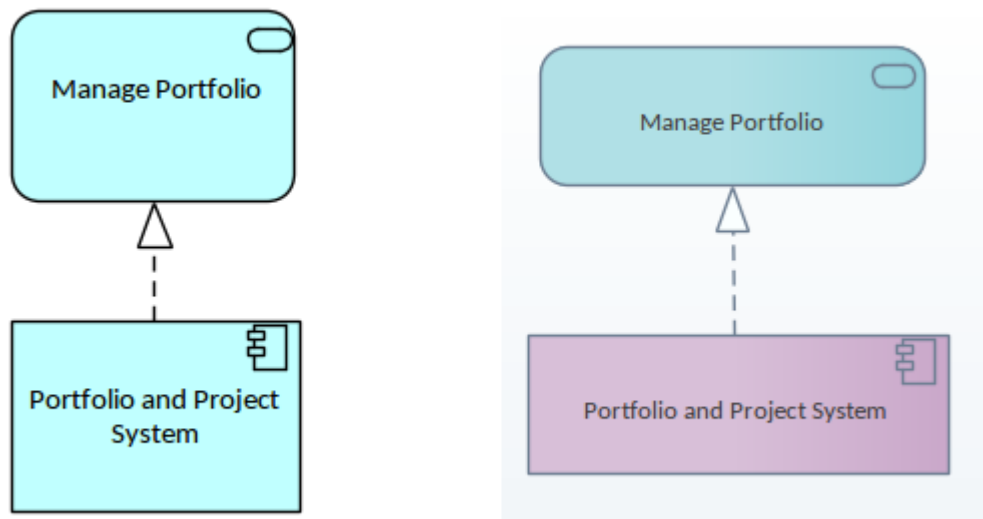 Manage Portfolio
Portfolio and Project
System
Manage Portfolio
Portfolio and Project System